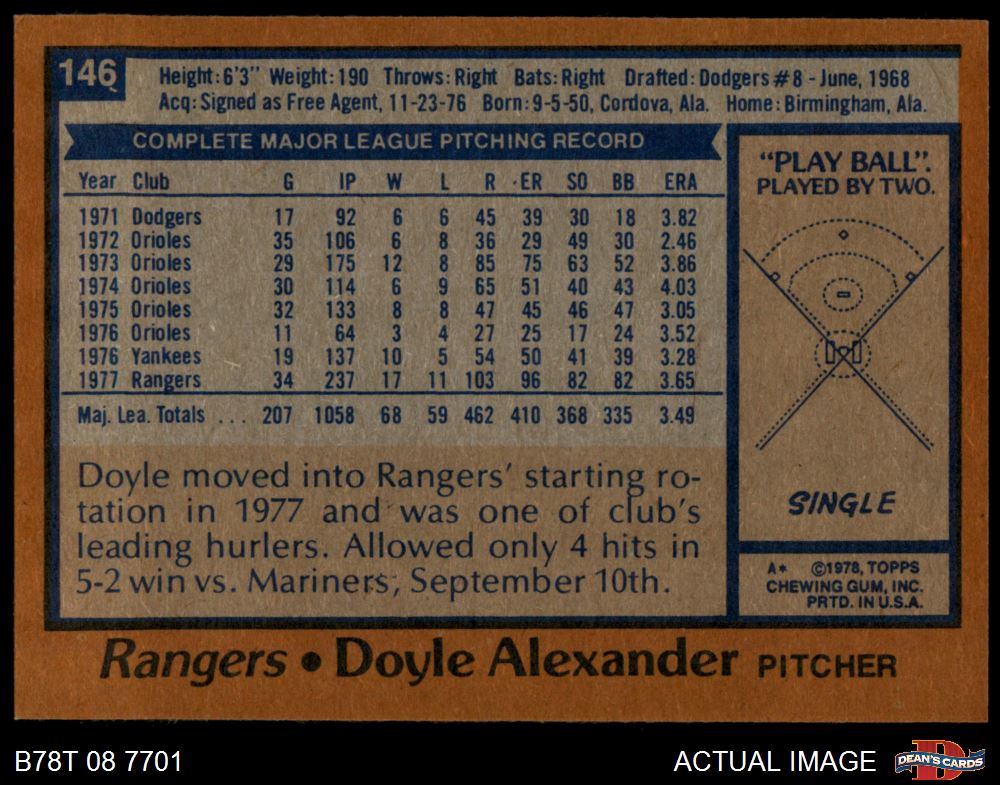 146
Height: 6'3" Weight: 190 Throws: Right Bats: Right Drafted: Dodgers #8 - June, 1968
Acq: Signed as Free Agent, 11-23-76 Born: 9-5-50, Cordova, Ala. Home: Birmingham, Ala.
COMPLETE MAJOR LEAGUE PITCHING RECORD
Year Club G IP W L R ER SO BB ERA
1971 Dodgers 17 92 6 6 45 39 30 18 3.82
1972 Orioles 35 106 6 8 36 29 49 30 2.46
1973 Orioles 29 175 12 8 85 75 63 52 3.86
1974 Orioles 30 114 6 9 65 51 40 43 4.03
1975 Orioles 32 133 8 8 47 45 46 47 3.05
1976 Orioles 11 64 3 4 27 25 17 24 3.52
1976 Yankees 19 137 10 5 54 50 41 39 3.28
1977 Rangers 34 237 17 11 103 96 82 82 3.65
Maj. Lea. Totals ... 207 1058 68 59 462 410 368 335 3.49
Doyle moved into Rangers' starting ro-
tation in 1977 and was one of club's
leading hurlers. Allowed only 4 hits in
5-2 win vs. Mariners, September 10th.
"PLAY BALL".
PLAYED BY TWO.
SINGLE
A* ©1978, TOPPS
CHEWING GUM, INC.
PRTD. IN U.S.A.
Rangers • Doyle Alexander PITCHER
B78T 08 7701
ACTUAL IMAGE
DEAN'S CARDS